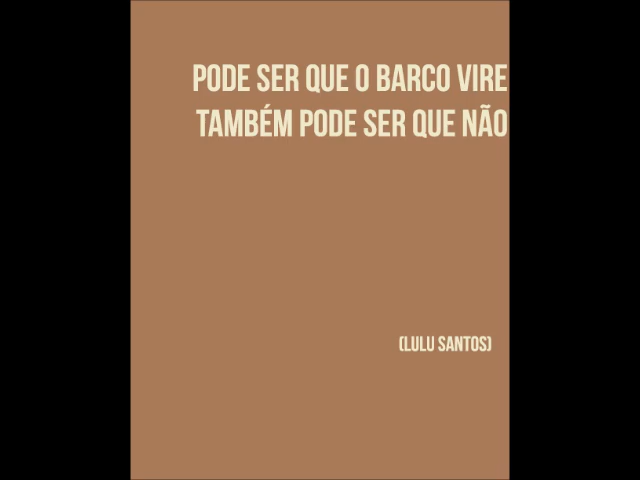 PODE SER QUE O BARCO VIRE
TAMBÉM PODE SER QUE NÃO
(LULU SANTOS)